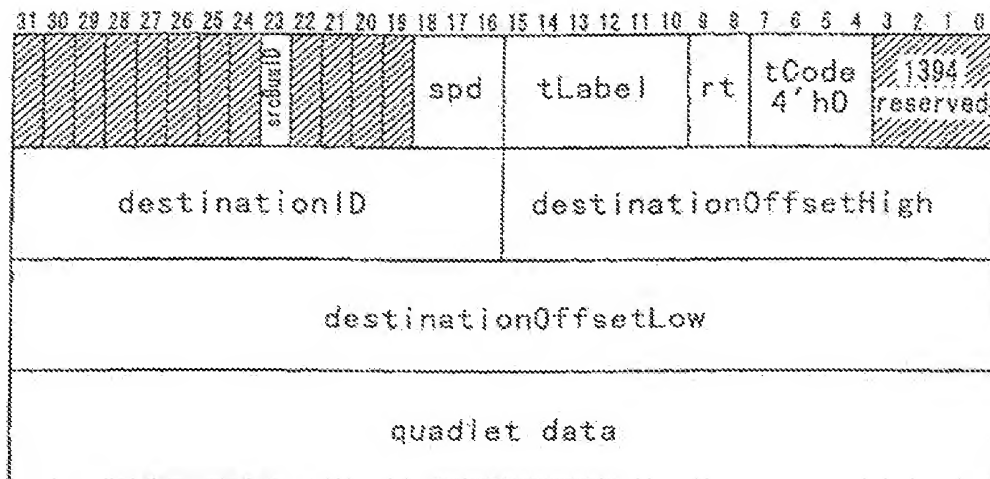 31 30 29 28 27 26 25 24 23 22 21 20 19 18 17 16 15 14 13 12 11 10 9 8 7 6 5 4 3 2 1 0
srcBusID
spd
tLabel
rt
tCode
4'h0
1394
reserved
destinationID
destinationOffsetHigh
destinationOffsetLow
quadlet data